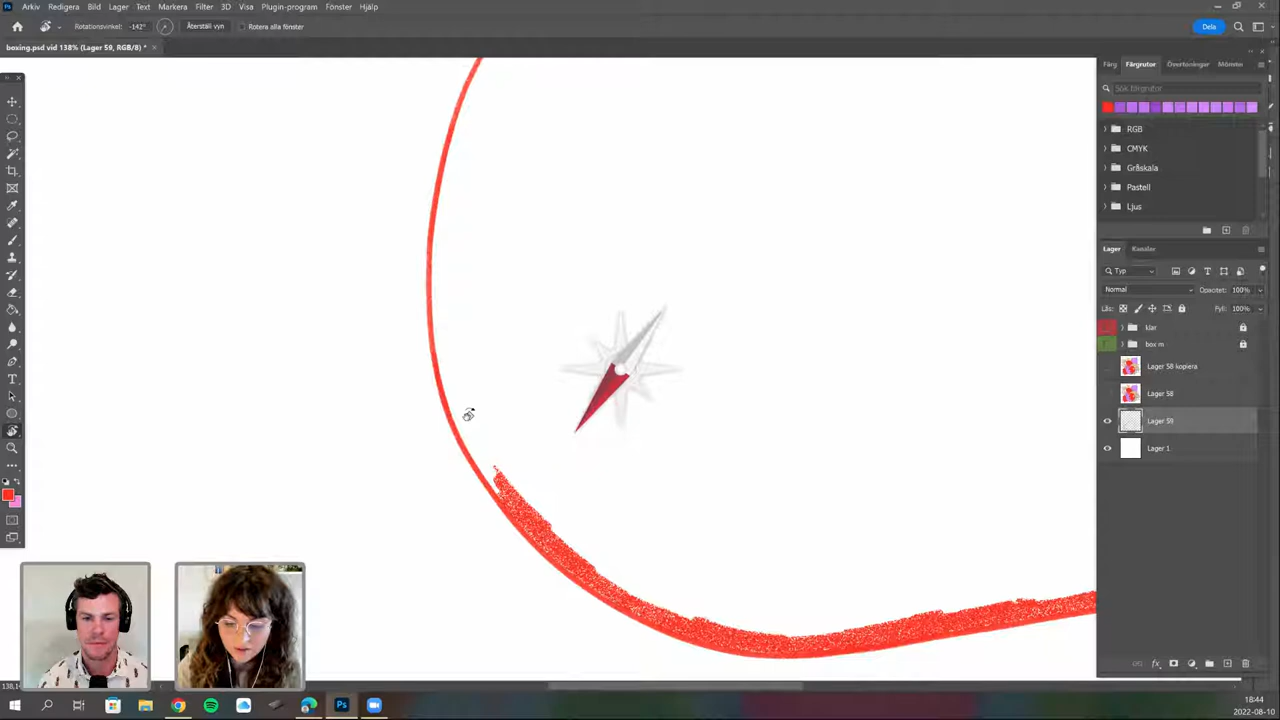 Arkiv Redigera Bild Lager Text Markera Filter 3D Visa Plugin-program Fönster Hjälp
Rotationsvinkel: -142° Återställ vyn Rotera alla fönster Dela
boxing.psd vid 138% (Lager 59, RGB/8) *
Färg Färgrutor Övertoningar Mönster
Sök färgrutor
RGB
CMYK
Gråskala
Pastell
Ljus
Lager Kanaler
Typ
Normal Opacitet: 100%
Lås: Fyll: 100%
klar
box m
Lager 58 kopiera
Lager 58
Lager 59
Lager 1
18:44
2022-08-10